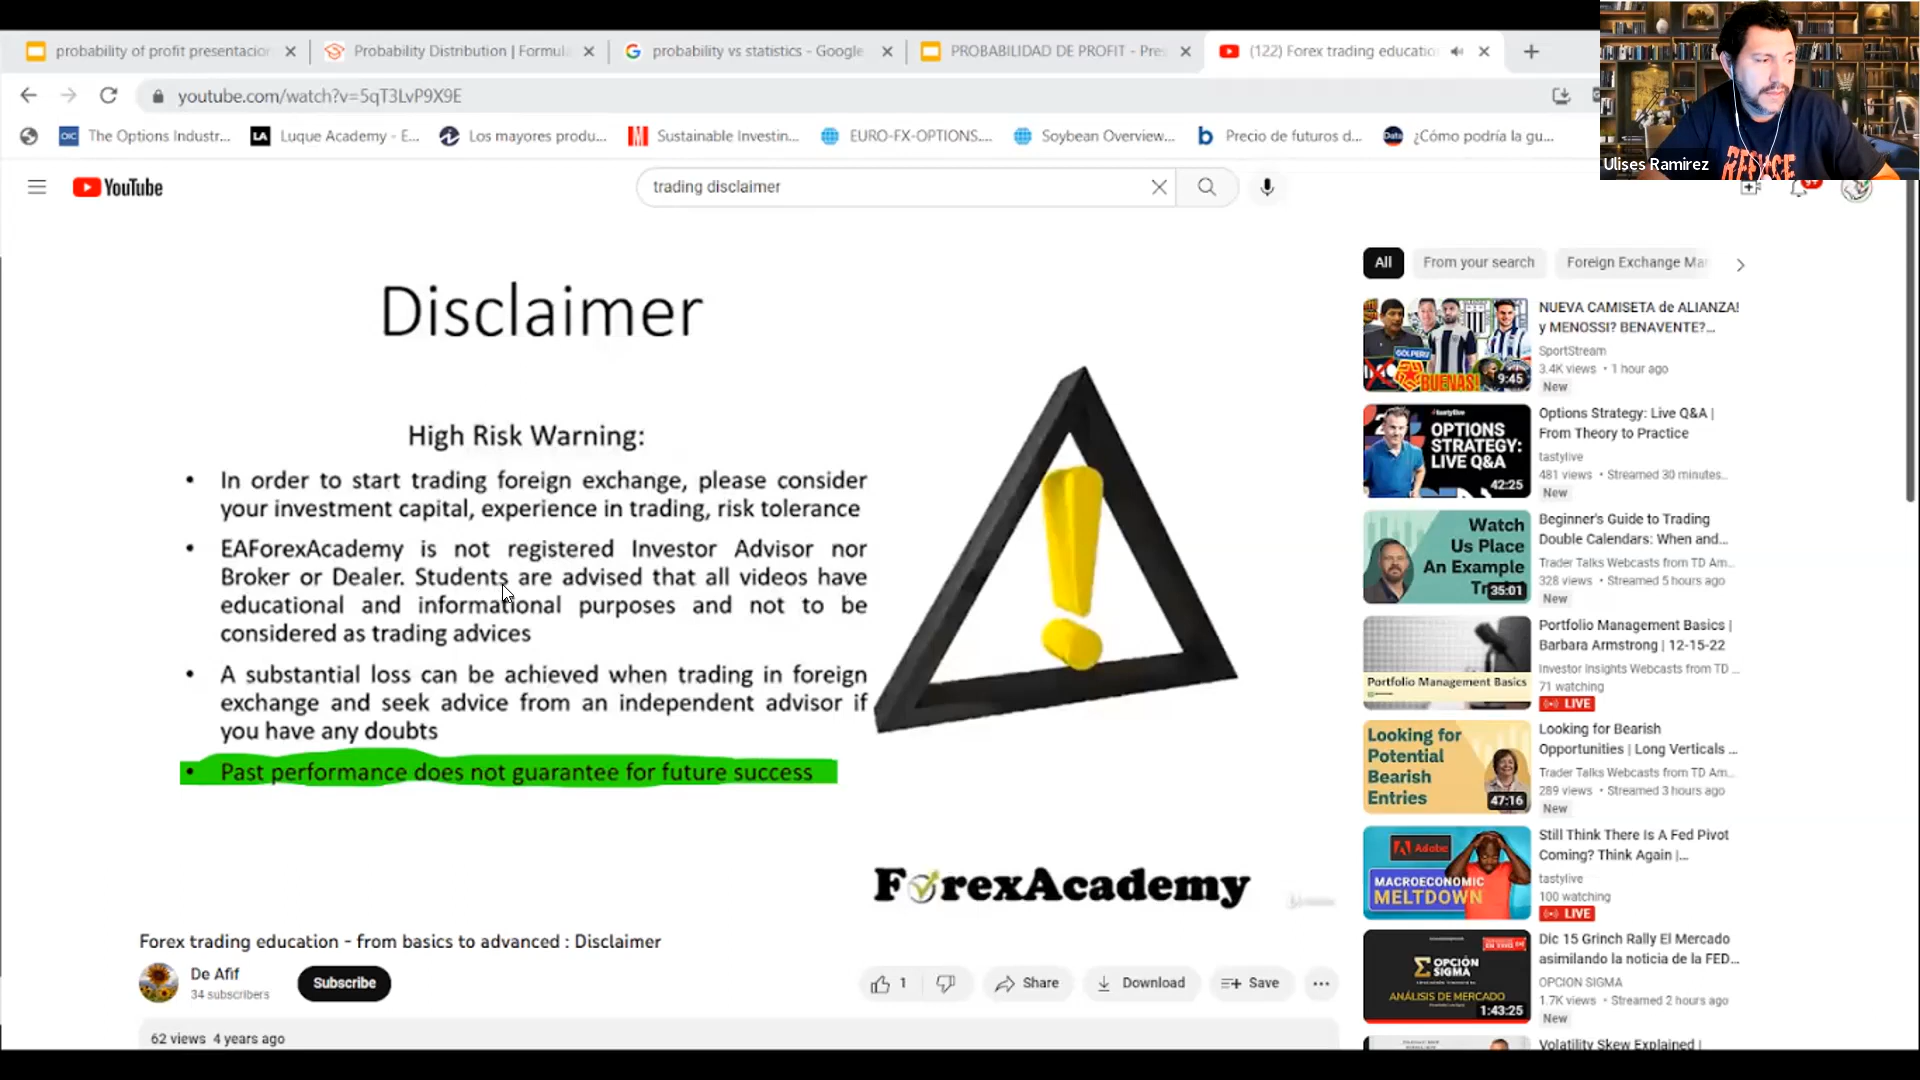 probability of profit presentacion
Probability Distribution | Formula
probability vs statistics - Google
PROBABILIDAD DE PROFIT - Pres
(122) Forex trading educatio
youtube.com/watch?v=5qT3LvP9X9E
OIC The Options Industr...
LA Luque Academy - E...
Los mayores produ...
Sustainable Investin...
EURO-FX-OPTIONS....
Soybean Overview...
Precio de futuros d...
Data ¿Cómo podría la gu...
Ulises Ramirez
YouTube
trading disclaimer
9+
Disclaimer
High Risk Warning:
• In order to start trading foreign exchange, please consider
your investment capital, experience in trading, risk tolerance
• EAForexAcademy is not registered Investor Advisor nor
Broker or Dealer. Students are advised that all videos have
educational and informational purposes and not to be
considered as trading advices
• A substantial loss can be achieved when trading in foreign
exchange and seek advice from an independent advisor if
you have any doubts
• Past performance does not guarantee for future success
ForexAcademy
Forex trading education - from basics to advanced : Disclaimer
De Afif
34 subscribers
Subscribe
1
Share
Download
Save
62 views 4 years ago
All
From your search
Foreign Exchange Mar
GOLPERU
BUENAS!
9:45
NUEVA CAMISETA de ALIANZA!
y MENOSSI? BENAVENTE?...
SportStream
3.4K views • 1 hour ago
New
tastylive
OPTIONS
STRATEGY:
LIVE Q&A
42:25
Options Strategy: Live Q&A |
From Theory to Practice
tastylive
481 views • Streamed 30 minutes...
New
Watch
Us Place
An Example
35:01
Beginner's Guide to Trading
Double Calendars: When and...
Trader Talks Webcasts from TD Am...
328 views • Streamed 5 hours ago
New
Portfolio Management Basics
Portfolio Management Basics |
Barbara Armstrong | 12-15-22
Investor Insights Webcasts from TD ...
71 watching
LIVE
Looking for
Potential
Bearish
Entries
47:16
Looking for Bearish
Opportunities | Long Verticals ...
Trader Talks Webcasts from TD Am...
289 views • Streamed 3 hours ago
New
Adobe
MACROECONOMIC
MELTDOWN
Still Think There Is A Fed Pivot
Coming? Think Again |...
tastylive
100 watching
LIVE
OPCIÓN
SIGMA
ANÁLISIS DE MERCADO
1:43:25
Dic 15 Grinch Rally El Mercado
asimilando la noticia de la FED...
OPCION SIGMA
1.7K views • Streamed 2 hours ago
New
Volatility Skew Explained |